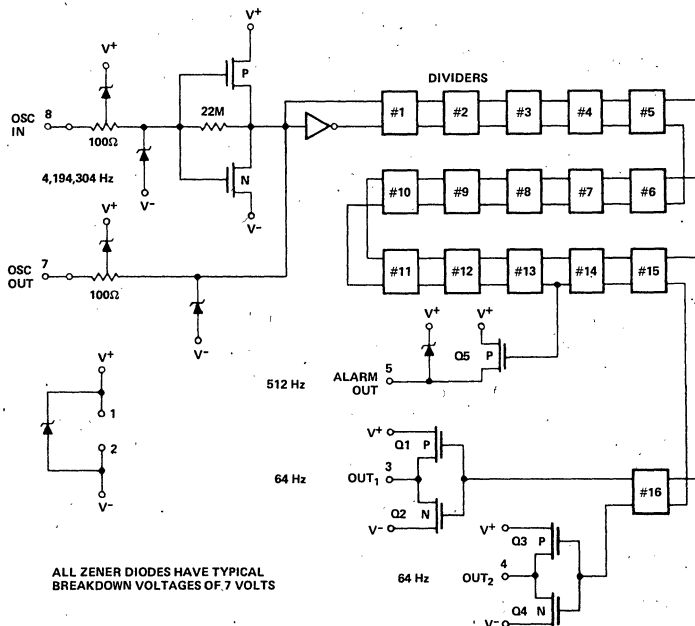 V+
V+
P
DIVIDERS
OSC
IN
8
100Ω
22M
#1
#2
#3
#4
#5
N
4,194,304 Hz
V-
V-
#10
#9
#8
#7
#6
V+
OSC
OUT
7
100Ω
#11
#12
#13
#14
#15
V-
V+
V+
Q5
P
V+
512 Hz
ALARM
OUT
5
1
2
V-
V+
Q1
P
64 Hz
OUT1
3
#16
V-
Q2
N
V+
Q3
P
64 Hz
OUT2
4
V-
Q4
N
ALL ZENER DIODES HAVE TYPICAL
BREAKDOWN VOLTAGES OF 7 VOLTS